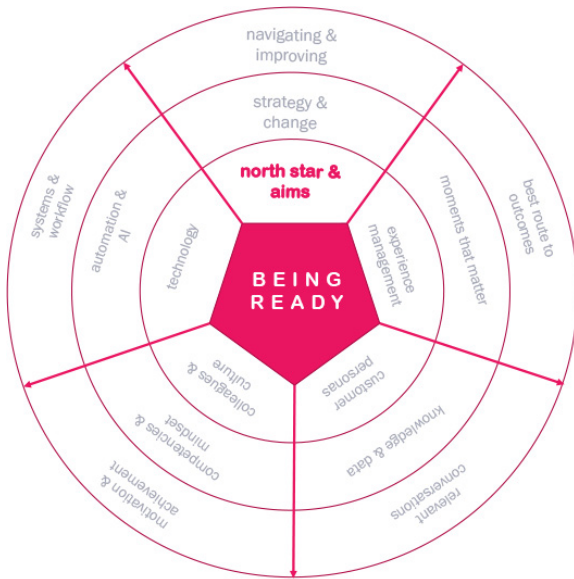 navigating &
improving
strategy &
change
north star &
aims
BEING
READY
experience
management
moments that matter
best route to
outcomes
customer
personas
knowledge & data
relevant
conversations
colleagues &
culture
competencies &
mindset
motivation &
achievement
technology
automation &
AI
systems &
workflow